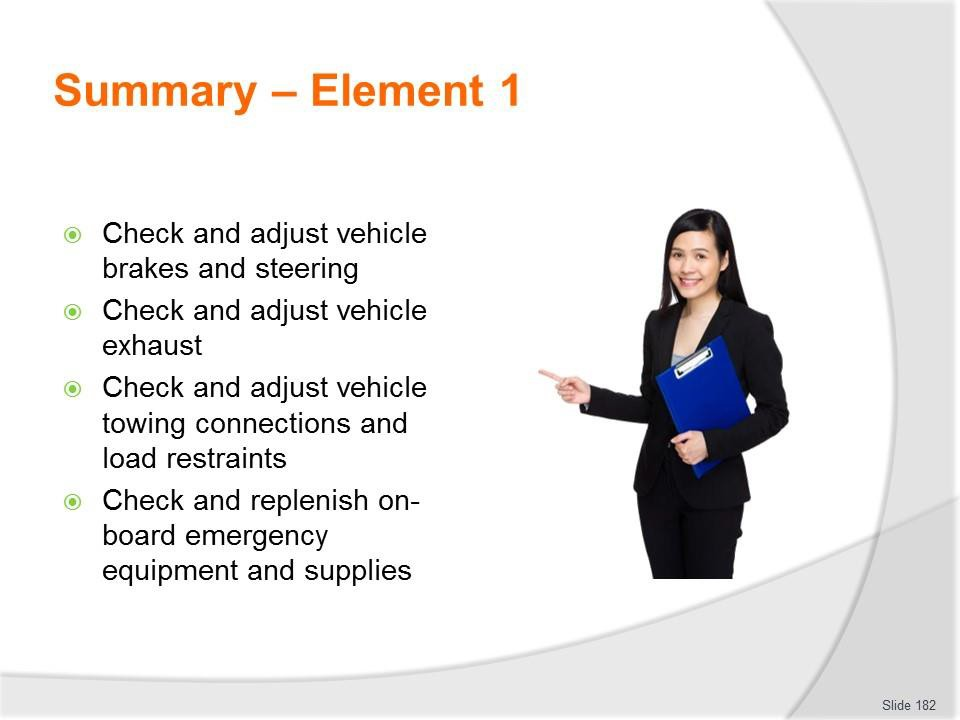 Summary – Element 1
Check and adjust vehicle
brakes and steering
Check and adjust vehicle
exhaust
Check and adjust vehicle
towing connections and
load restraints
Check and replenish on-
board emergency
equipment and supplies
Slide 182